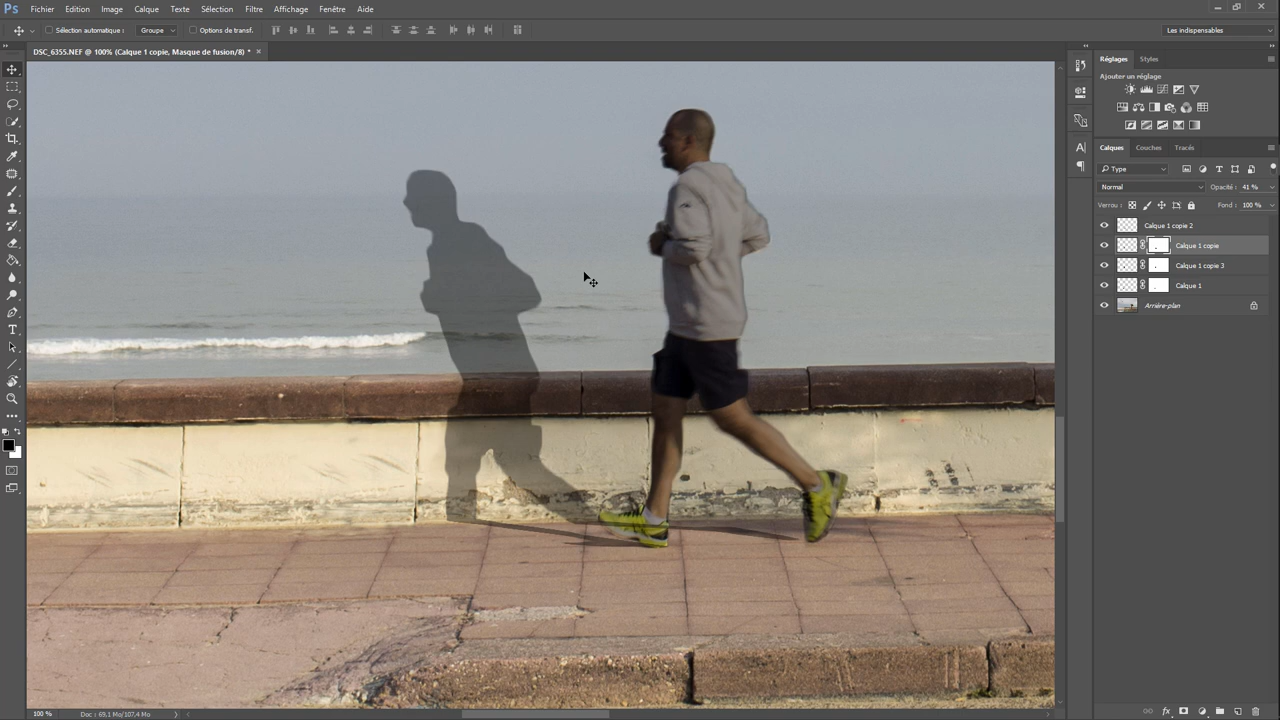 Ps Fichier Edition Image Calque Texte Sélection Filtre Affichage Fenêtre Aide
Sélection automatique : Groupe Options de transf. Les indispensables
DSC_6355.NEF @ 100% (Calque 1 copie, Masque de fusion/8) * ×
Réglages Styles
Ajouter un réglage
Calques Couches Tracés
Type
Normal Opacité : 41 %
Verrou : Fond : 100 %
Calque 1 copie 2
Calque 1 copie
Calque 1 copie 3
Calque 1
Arrière-plan
100 % Doc : 69,1 Mo/107,4 Mo